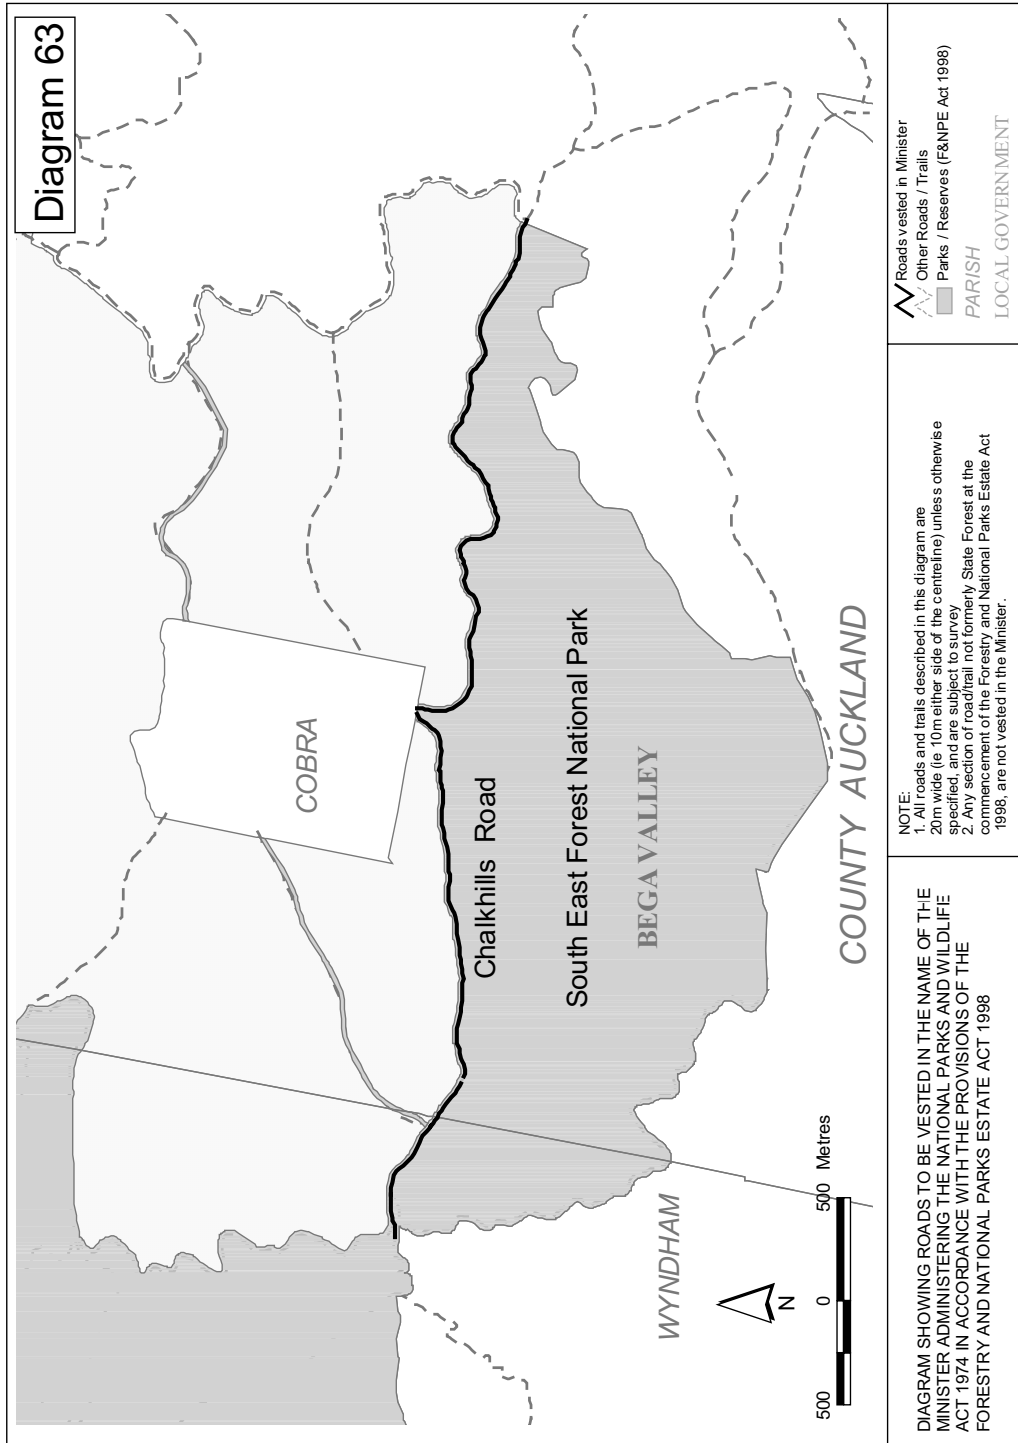 Diagram 63
COBRA
Chalkhills Road
South East Forest National Park
BEGA VALLEY
COUNTY AUCKLAND
WYNDHAM
N
500 0 500 Metres
DIAGRAM SHOWING ROADS TO BE VESTED IN THE NAME OF THE
MINISTER ADMINISTERING THE NATIONAL PARKS AND WILDLIFE
ACT 1974 IN ACCORDANCE WITH THE PROVISIONS OF THE
FORESTRY AND NATIONAL PARKS ESTATE ACT 1998
NOTE:
1. All roads and trails described in this diagram are
20m wide (ie 10m either side of the centreline) unless otherwise
specified, and are subject to survey
2. Any section of road/trail not formerly State Forest at the
commencement of the Forestry and National Parks Estate Act
1998, are not vested in the Minister.
Roads vested in Minister
Other Roads / Trails
Parks / Reserves (F&NPE Act 1998)
PARISH
LOCAL GOVERNMENT